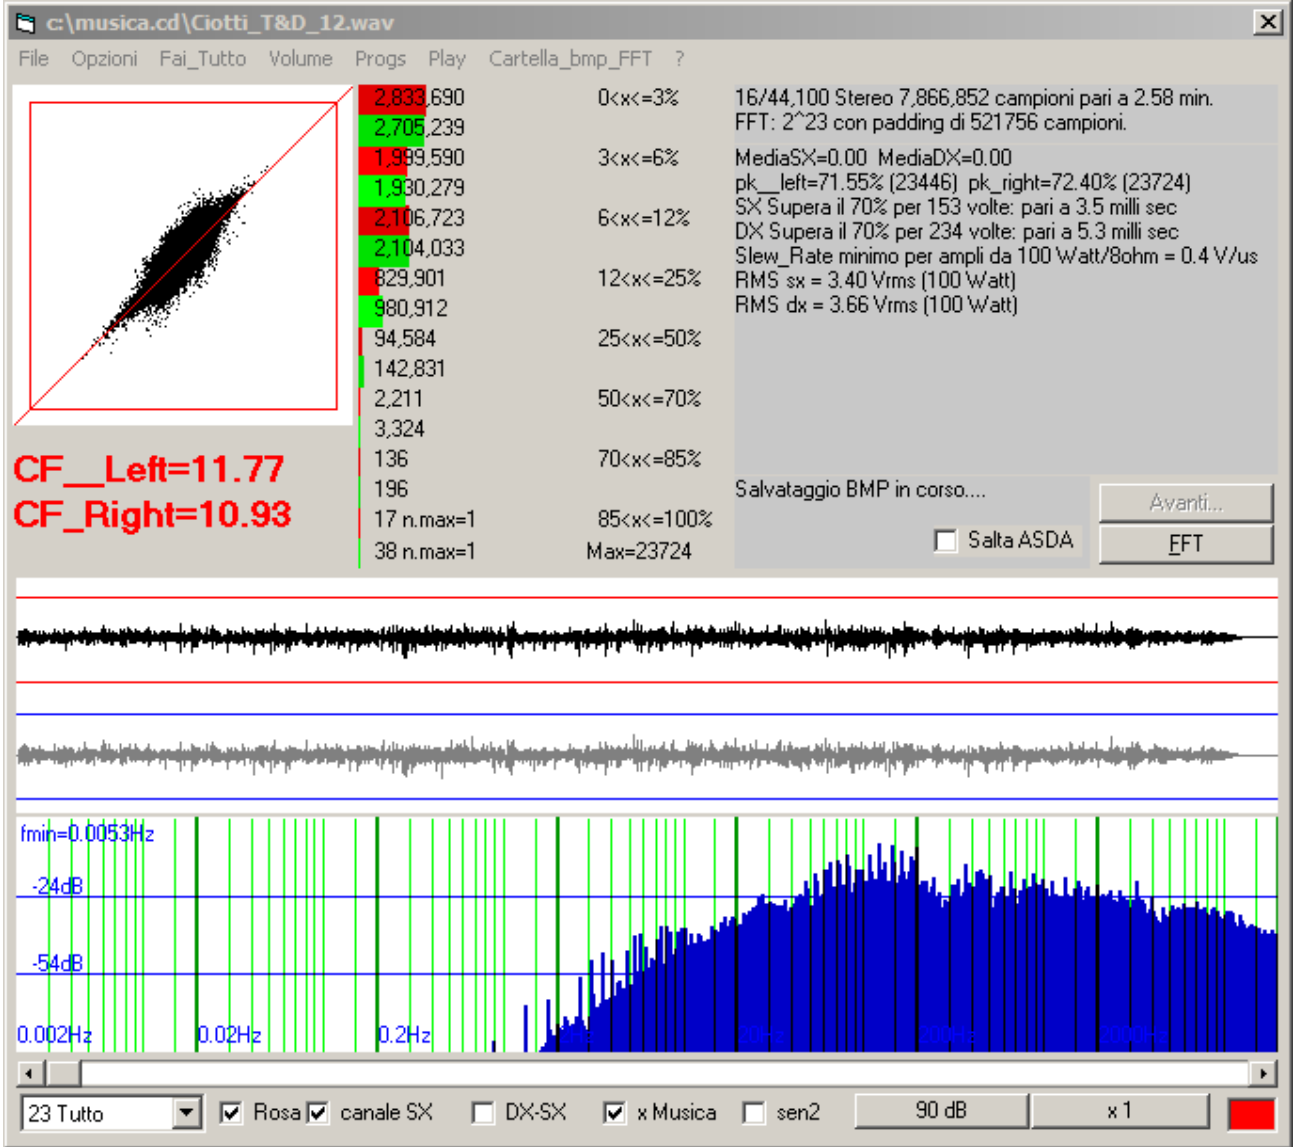 c:\musica.cd\Ciotti_T&D_12.wav
File Opzioni Fai_Tutto Volume Progs Play Cartella_bmp_FFT ?
2,833,690 0<x<=3%
2,705,239
1,999,590 3<x<=6%
1,930,279
2,106,723 6<x<=12%
2,104,033
829,901 12<x<=25%
980,912
94,584 25<x<=50%
142,831
2,211 50<x<=70%
3,324
136 70<x<=85%
196
17 n.max=1 85<x<=100%
38 n.max=1 Max=23724
16/44,100 Stereo 7,866,852 campioni pari a 2.58 min.
FFT: 2^23 con padding di 521756 campioni.
MediaSX=0.00 MediaDX=0.00
pk__left=71.55% (23446) pk_right=72.40% (23724)
SX Supera il 70% per 153 volte: pari a 3.5 milli sec
DX Supera il 70% per 234 volte: pari a 5.3 milli sec
Slew_Rate minimo per ampli da 100 Watt/8ohm = 0.4 V/us
RMS sx = 3.40 Vrms (100 Watt)
RMS dx = 3.66 Vrms (100 Watt)
CF__Left=11.77
CF_Right=10.93
Salvataggio BMP in corso....
Avanti...
Salta ASDA
FFT
fmin=0.0053Hz
-24dB
-54dB
0.002Hz 0.02Hz 0.2Hz 20Hz 200Hz 2000Hz
23 Tutto Rosa canale SX DX-SX x Musica sen2 90 dB x 1